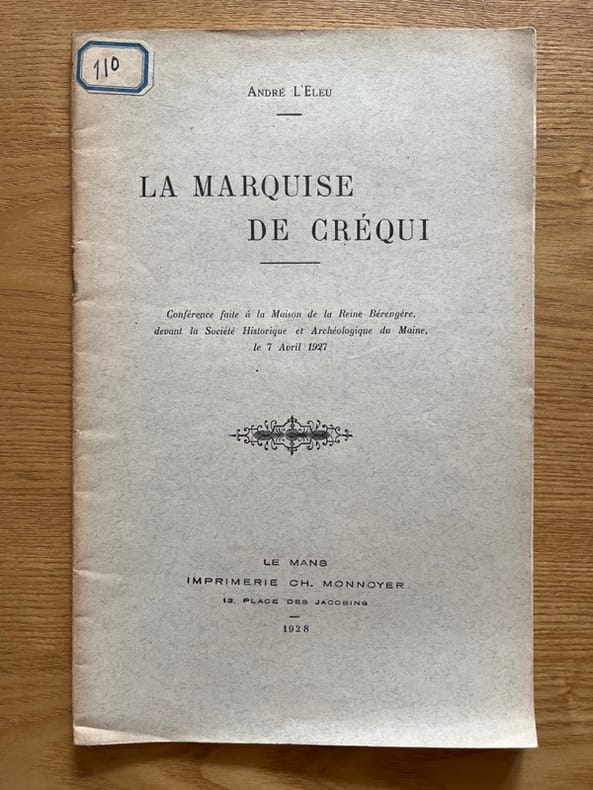 110
André L'Eleu
LA MARQUISE
DE CRÉQUI
Conférence faite à la Maison de la Reine Bérengère,
devant la Société Historique et Archéologique du Maine,
le 7 Avril 1927
LE MANS
IMPRIMERIE CH. MONNOYER
12, PLACE DES JACOBINS
1928